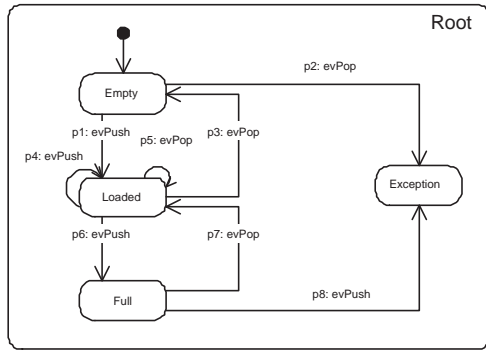 Root
p2: evPop
Empty
p1: evPush
p5: evPop
p3: evPop
p4: evPush
Loaded
Exception
p6: evPush
p7: evPop
Full
p8: evPush